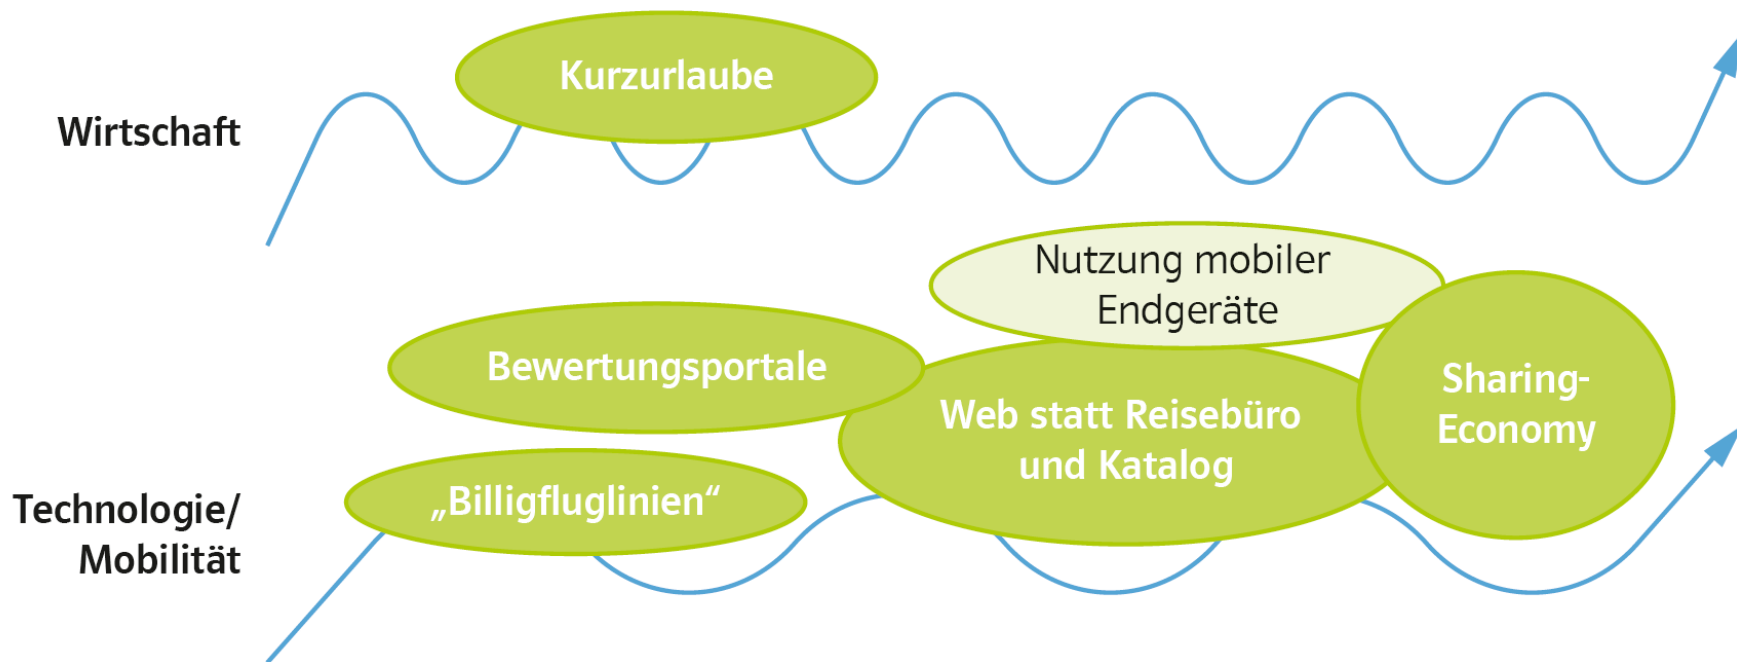 Kurzurlaube
Wirtschaft
Nutzung mobiler
Endgeräte
Bewertungsportale
Web statt Reisebüro
und Katalog
Sharing-
Economy
Technologie/
Mobilität
„Billigfluglinien“